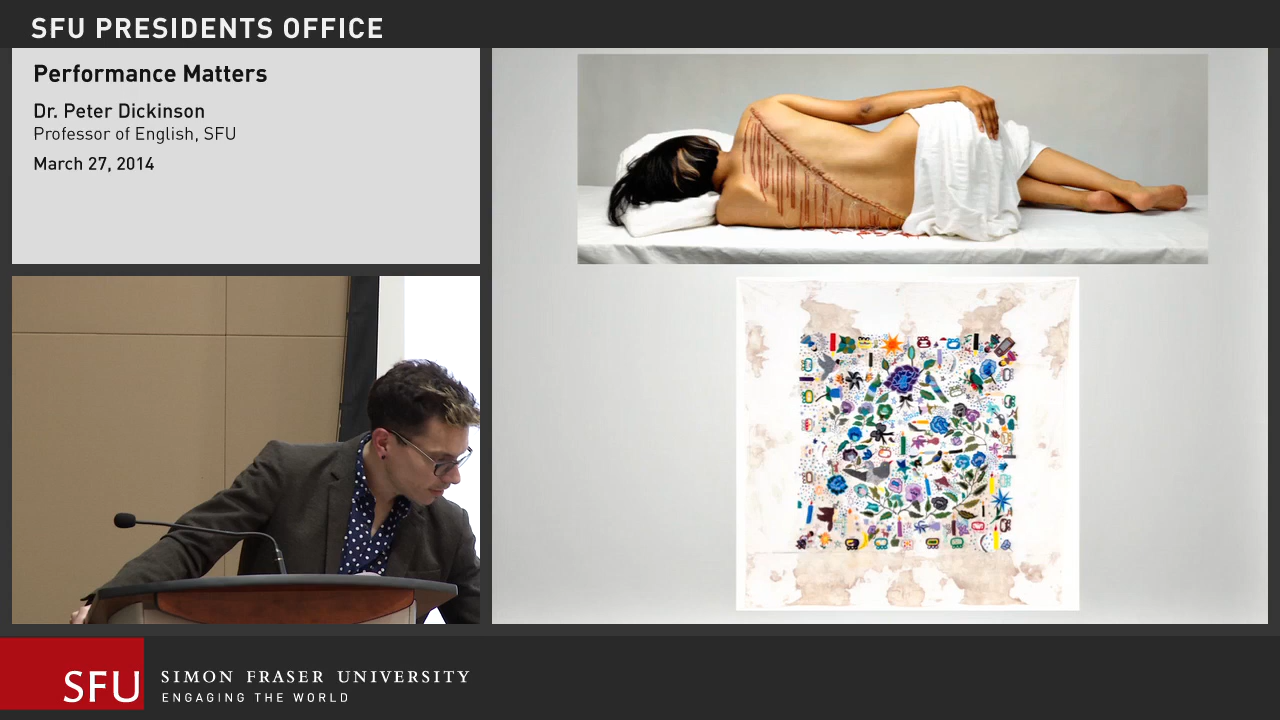 SFU PRESIDENTS OFFICE
Performance Matters
Dr. Peter Dickinson
Professor of English, SFU
March 27, 2014
SFU
SIMON FRASER UNIVERSITY
ENGAGING THE WORLD